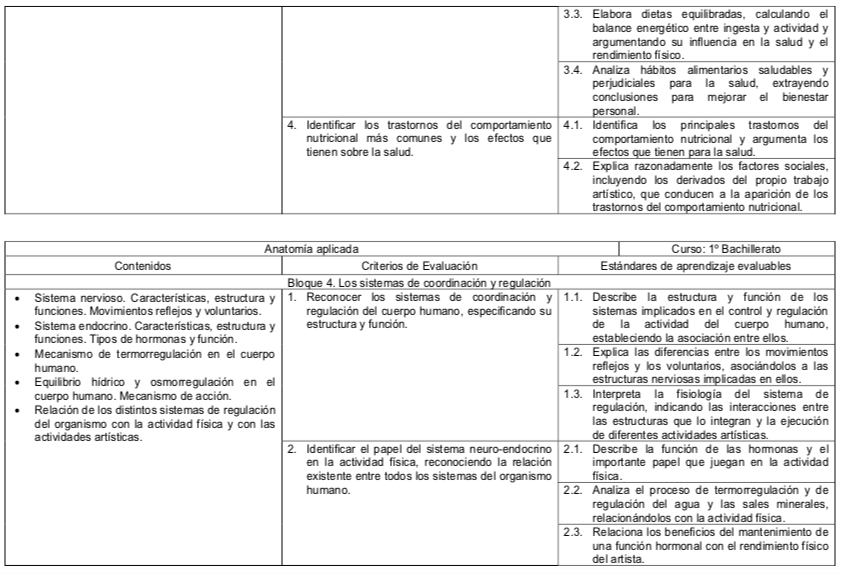 3.3. Elabora dietas equilibradas, calculando el
balance energético entre ingesta y actividad y
argumentando su influencia en la salud y el
rendimiento físico.
3.4. Analiza hábitos alimentarios saludables y
perjudiciales para la salud, extrayendo
conclusiones para mejorar el bienestar
personal.
4. Identificar los trastornos del comportamiento
nutricional más comunes y los efectos que
tienen sobre la salud.
4.1. Identifica los principales trastornos del
comportamiento nutricional y argumenta los
efectos que tienen para la salud.
4.2. Explica razonadamente los factores sociales,
incluyendo los derivados del propio trabajo
artístico, que conducen a la aparición de los
trastornos del comportamiento nutricional.
Anatomía aplicada
Curso: 1º Bachillerato
Contenidos
Criterios de Evaluación
Estándares de aprendizaje evaluables
Bloque 4. Los sistemas de coordinación y regulación
• Sistema nervioso. Características, estructura y
funciones. Movimientos reflejos y voluntarios.
• Sistema endocrino. Características, estructura y
funciones. Tipos de hormonas y función.
• Mecanismo de termorregulación en el cuerpo
humano.
• Equilibrio hídrico y osmorregulación en el
cuerpo humano. Mecanismo de acción.
• Relación de los distintos sistemas de regulación
del organismo con la actividad física y con las
actividades artísticas.
1. Reconocer los sistemas de coordinación y
regulación del cuerpo humano, especificando su
estructura y función.
1.1. Describe la estructura y función de los
sistemas implicados en el control y regulación
de la actividad del cuerpo humano,
estableciendo la asociación entre ellos.
1.2. Explica las diferencias entre los movimientos
reflejos y los voluntarios, asociándolos a las
estructuras nerviosas implicadas en ellos.
1.3. Interpreta la fisiología del sistema de
regulación, indicando las interacciones entre
las estructuras que lo integran y la ejecución
de diferentes actividades artísticas.
2. Identificar el papel del sistema neuro-endocrino
en la actividad física, reconociendo la relación
existente entre todos los sistemas del organismo
humano.
2.1. Describe la función de las hormonas y el
importante papel que juegan en la actividad
física.
2.2. Analiza el proceso de termorregulación y de
regulación del agua y las sales minerales,
relacionándolos con la actividad física.
2.3. Relaciona los beneficios del mantenimiento de
una función hormonal con el rendimiento físico
del artista.